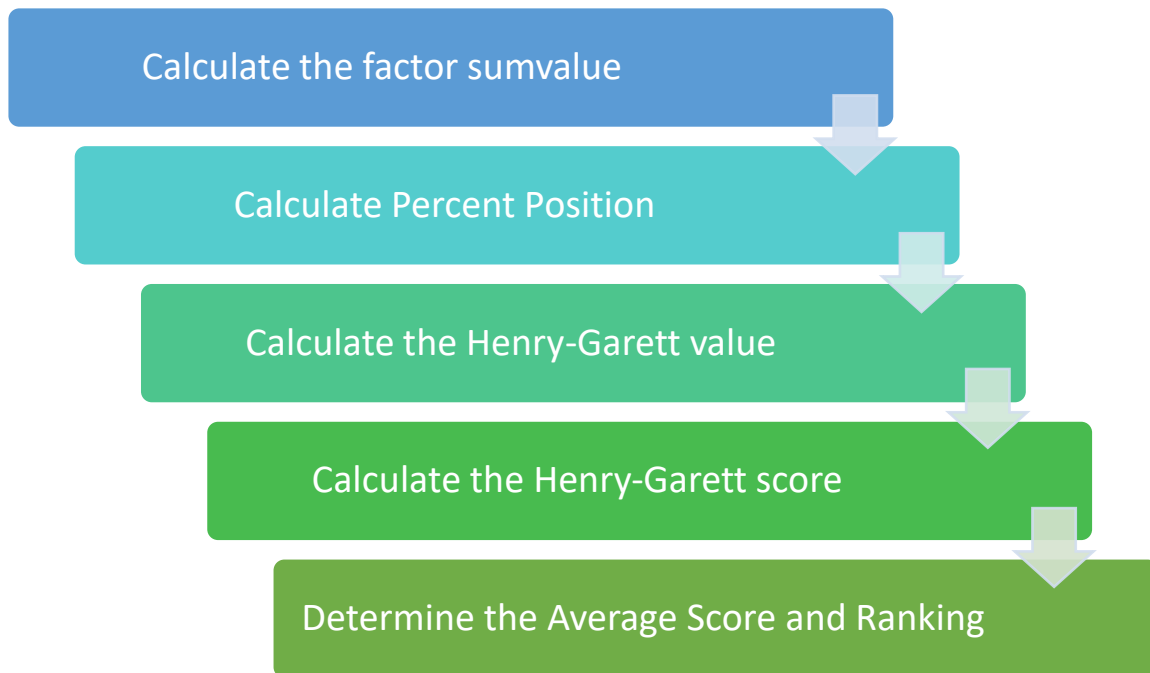 Calculate the factor sumvalue
Calculate Percent Position
Calculate the Henry-Garett value
Calculate the Henry-Garett score
Determine the Average Score and Ranking